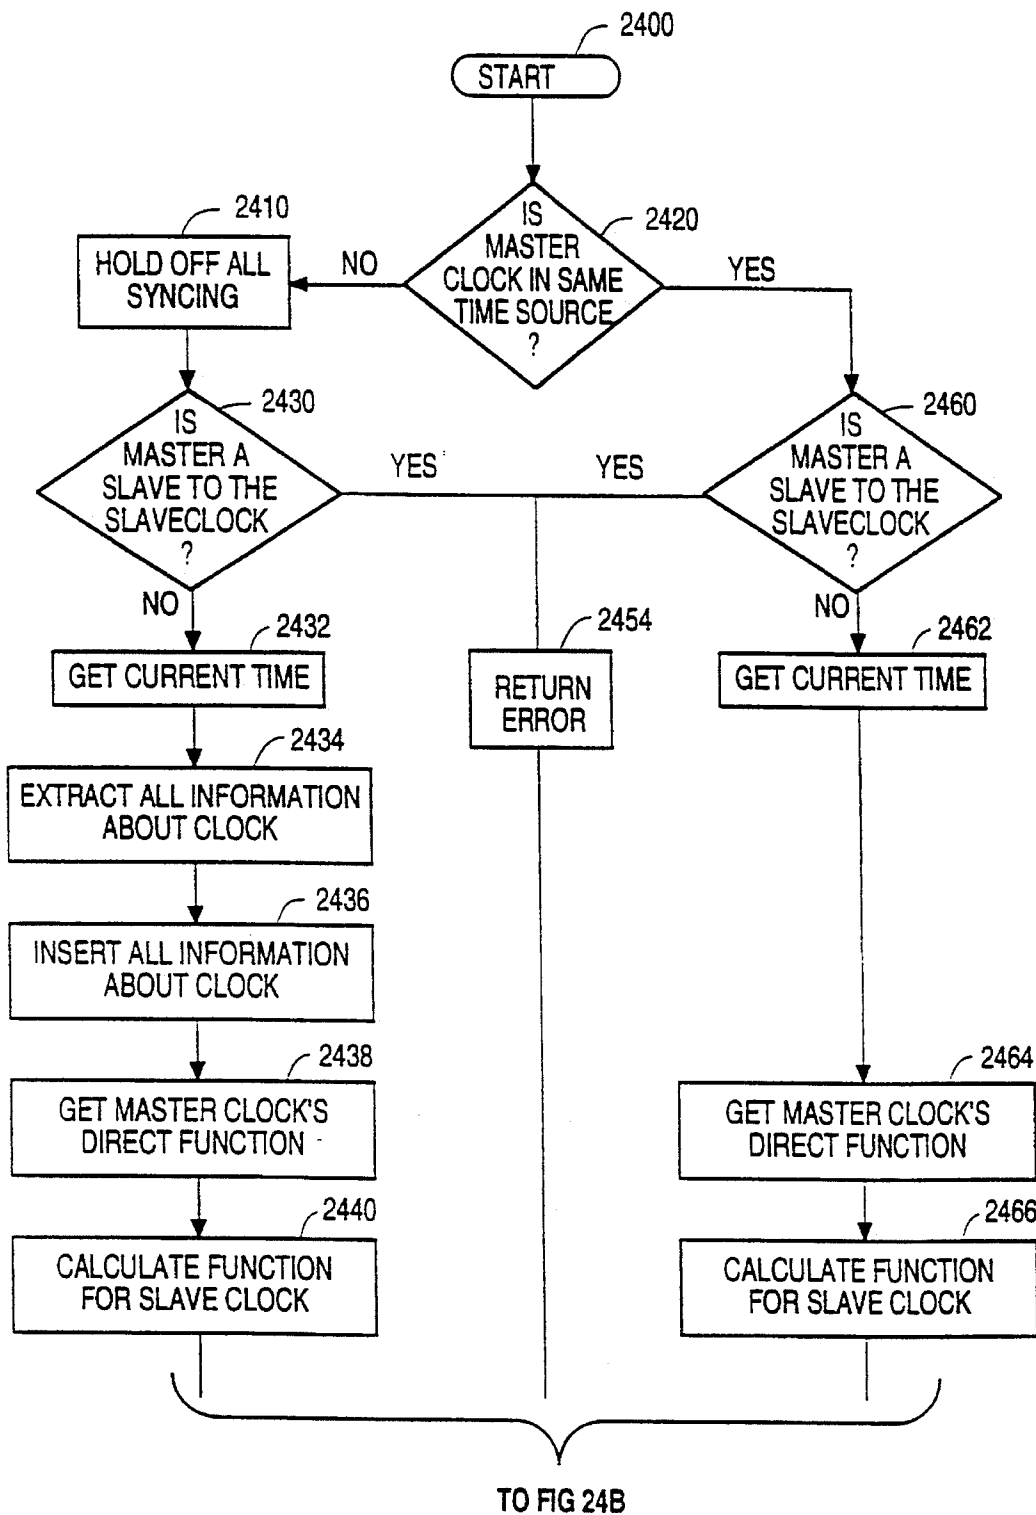 2400
START
2410
HOLD OFF ALL
SYNCING
NO
IS
MASTER
CLOCK IN SAME
TIME SOURCE
?
2420
YES
2430
IS
MASTER A
SLAVE TO THE
SLAVECLOCK
?
YES
YES
2460
IS
MASTER A
SLAVE TO THE
SLAVECLOCK
?
NO
NO
2432
GET CURRENT TIME
2454
RETURN
ERROR
2462
GET CURRENT TIME
2434
EXTRACT ALL INFORMATION
ABOUT CLOCK
2436
INSERT ALL INFORMATION
ABOUT CLOCK
2438
GET MASTER CLOCK'S
DIRECT FUNCTION
2464
GET MASTER CLOCK'S
DIRECT FUNCTION
2440
CALCULATE FUNCTION
FOR SLAVE CLOCK
2466
CALCULATE FUNCTION
FOR SLAVE CLOCK
TO FIG 24B